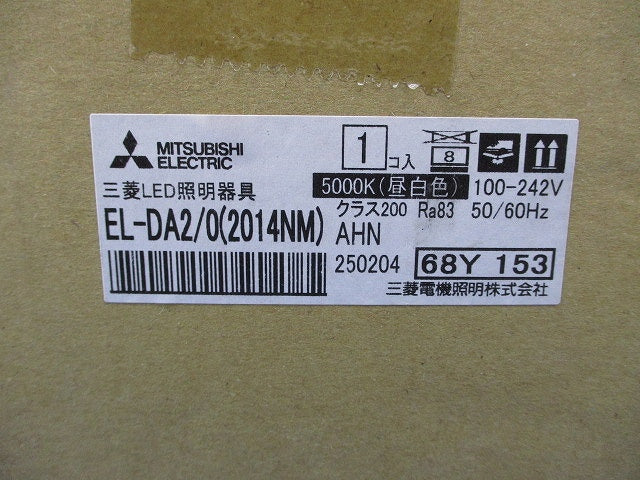 MITSUBISHI
ELECTRIC
1 コ入
8
三菱LED照明器具
5000K(昼白色) 100-242V
クラス200 Ra83 50/60Hz
EL-DA2/0(2014NM) AHN
250204 68Y 153
三菱電機照明株式会社